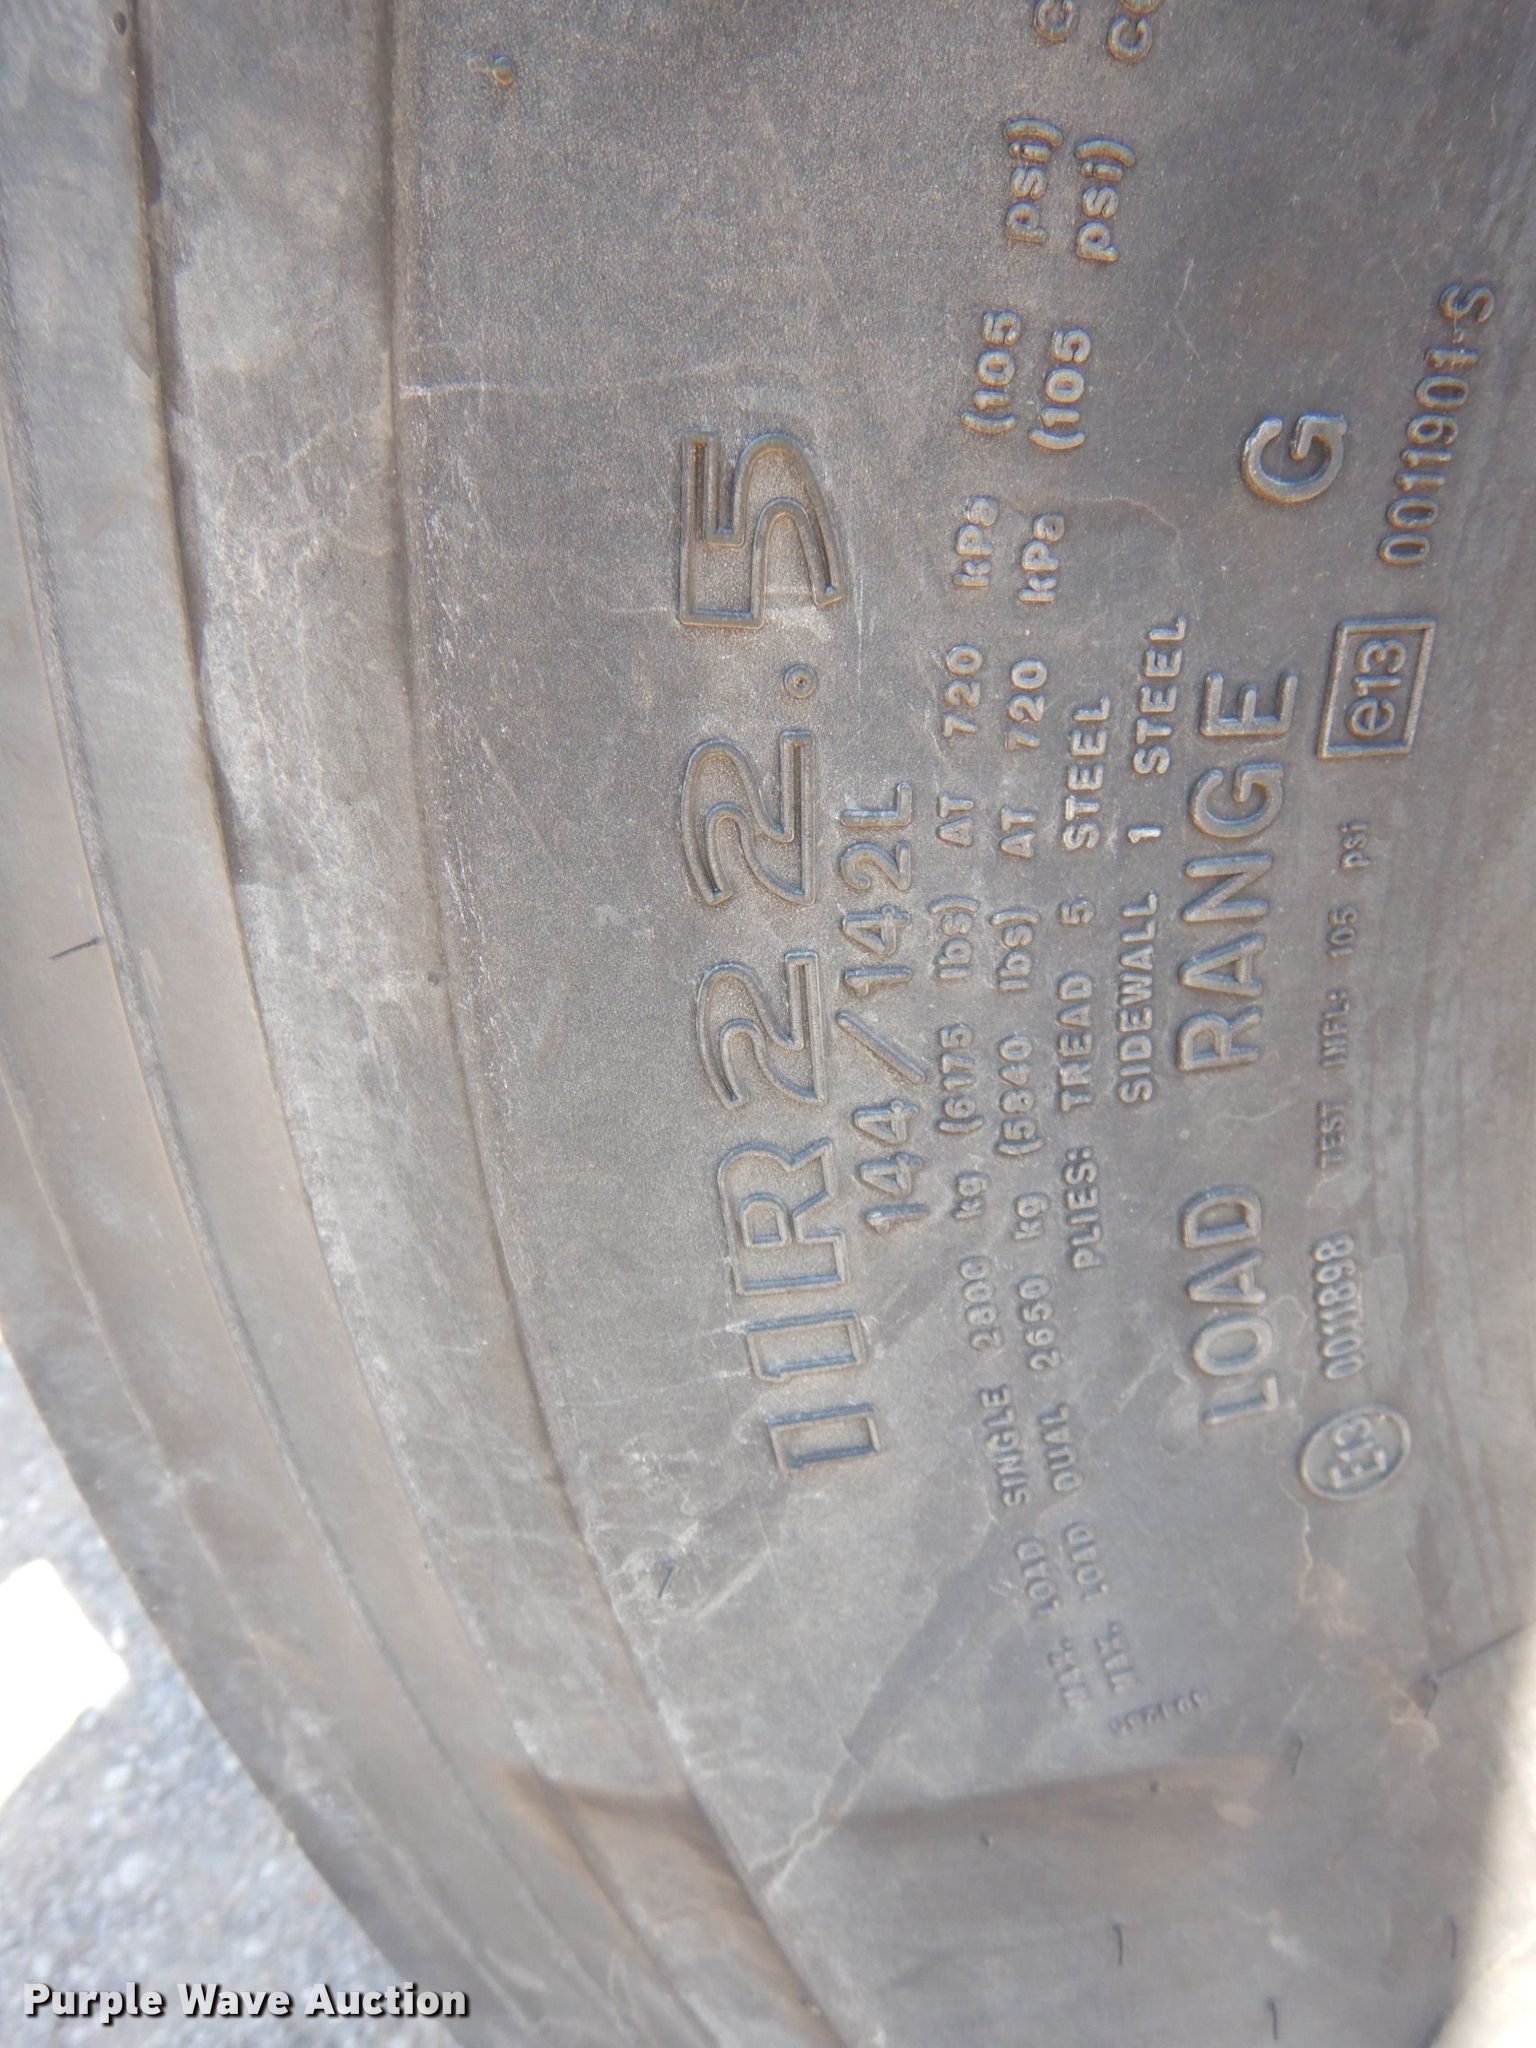 11R22.5
144/142L
MAX. LOAD SINGLE 2800 kg (6175 lbs) AT 720 kPa (105 psi) C
MAX. LOAD DUAL 2650 kg (5840 lbs) AT 720 kPa (105 psi) CO
PLIES: TREAD 5 STEEL
SIDEWALL 1 STEEL
LOAD RANGE G
E13 00111898 TEST INFL: 105 psi e13 0011901-S
Purple Wave Auction